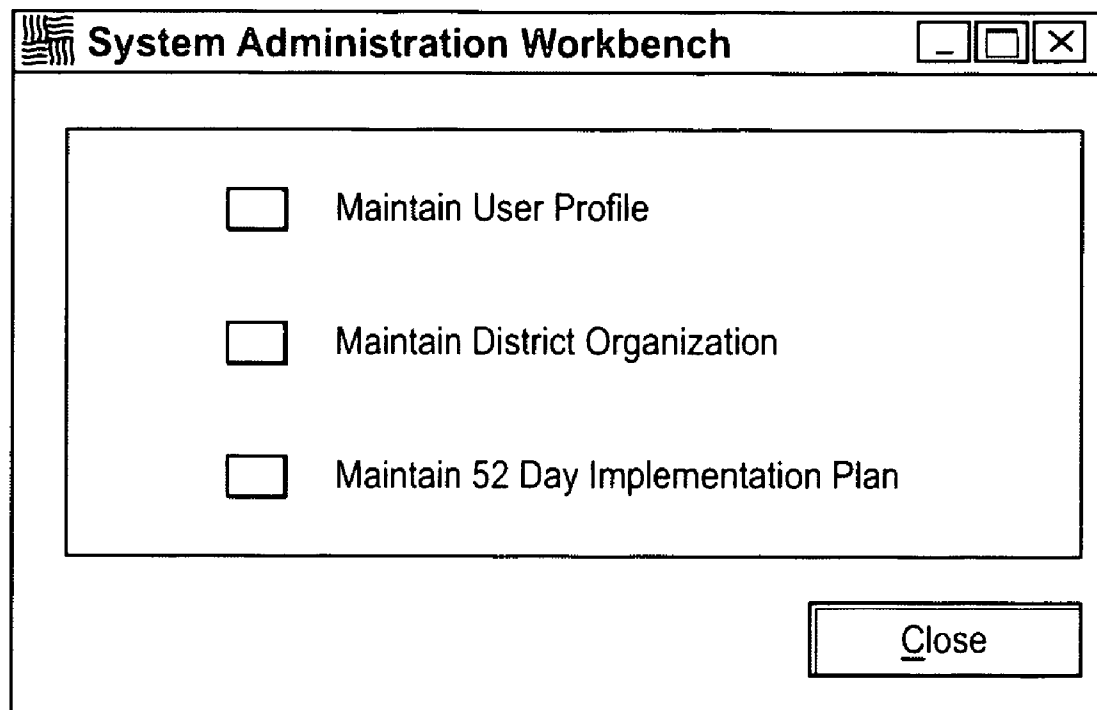 System Administration Workbench
Maintain User Profile
Maintain District Organization
Maintain 52 Day Implementation Plan
Close